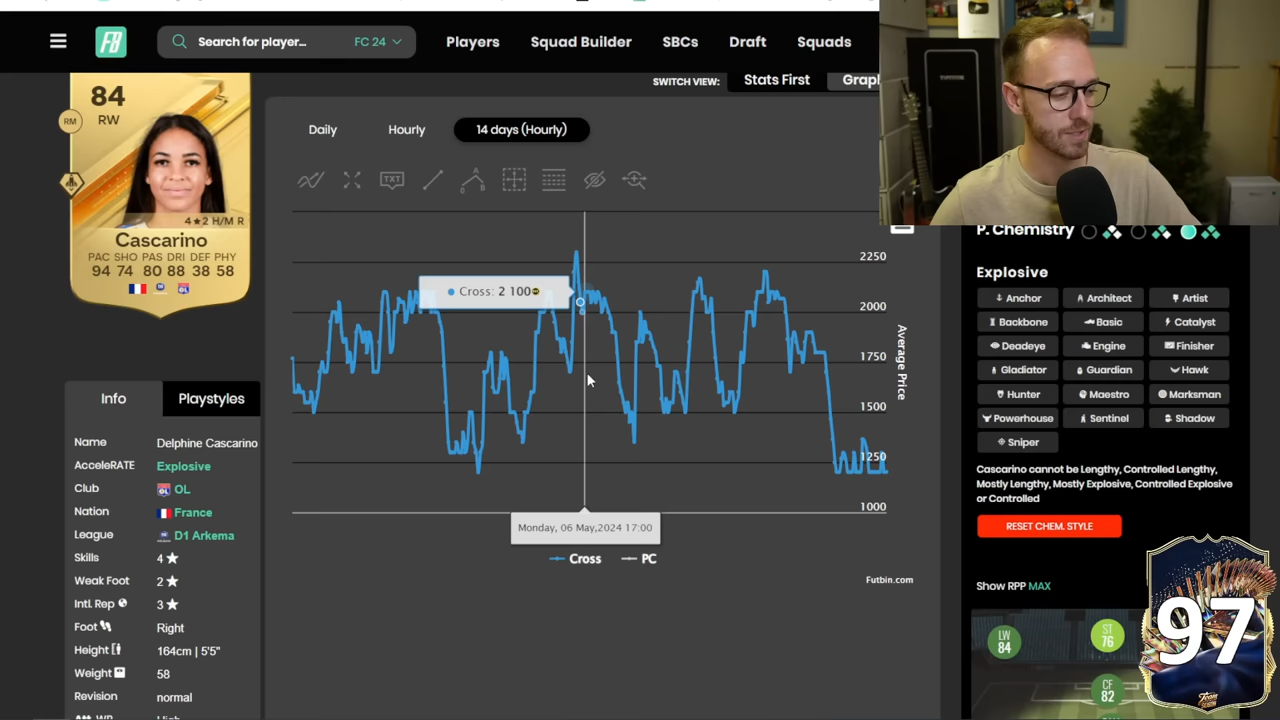 FB
Search for player...
FC 24
Players
Squad Builder
SBCs
Draft
Squads
SWITCH VIEW:
Stats First
Grap
84
RW
RM
4★2 H/M R
Cascarino
PAC SHO PAS DRI DEF PHY
94 74 80 88 38 58
Daily
Hourly
14 days (Hourly)
TXT
2250
2000
1750
1500
1250
1000
Average Price
Cross: 2 100
Monday, 06 May,2024 17:00
Cross
PC
Futbin.com
Info
Playstyles
Name Delphine Cascarino
AcceleRATE Explosive
Club OL
Nation France
League D1 Arkema
Skills 4★
Weak Foot 2★
Intl. Rep 3★
Foot Right
Height 164cm | 5'5"
Weight 58
Revision normal
P. Chemistry
Explosive
Anchor Architect Artist
Backbone Basic Catalyst
Deadeye Engine Finisher
Gladiator Guardian Hawk
Hunter Maestro Marksman
Powerhouse Sentinel Shadow
Sniper
Cascarino cannot be Lengthy, Controlled Lengthy,
Mostly Lengthy, Mostly Explosive, Controlled Explosive
or Controlled
RESET CHEM. STYLE
Show RPP MAX
LW
84
ST
76
CF
82
97